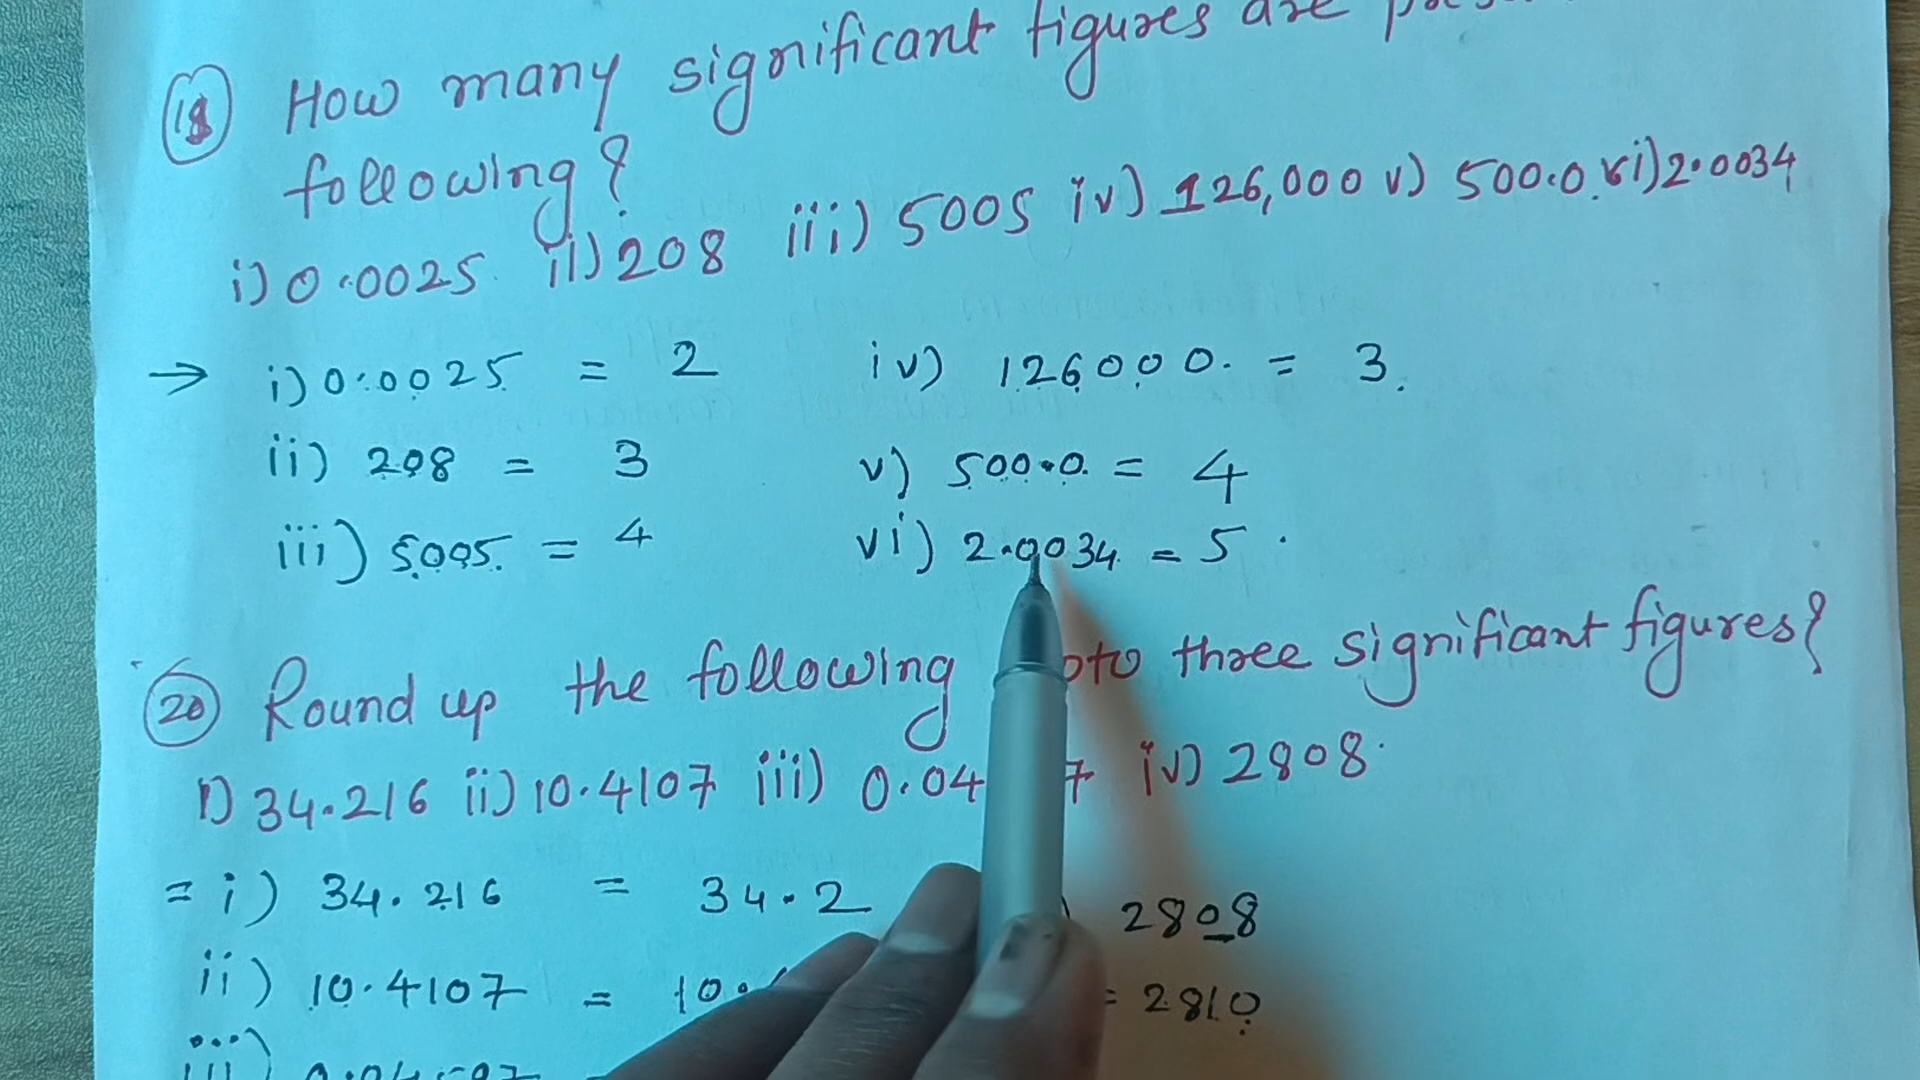 19 How many significant figures are
following?
i) 0.0025 ii) 208 iii) 5005 iv) 126,000 v) 500.0 vi) 2.0034
→ i) 0.0025 = 2 iv) 126000. = 3.
ii) 208 = 3 v) 500.0 = 4
iii) 5005 = 4 vi) 2.0034 = 5
20 Round up the following three significant figures?
i) 34.216 ii) 10.4107 iii) iv) 2808
= i) 34.216 = 34.2 2808
ii) 10.4107 = = 2810
iii)